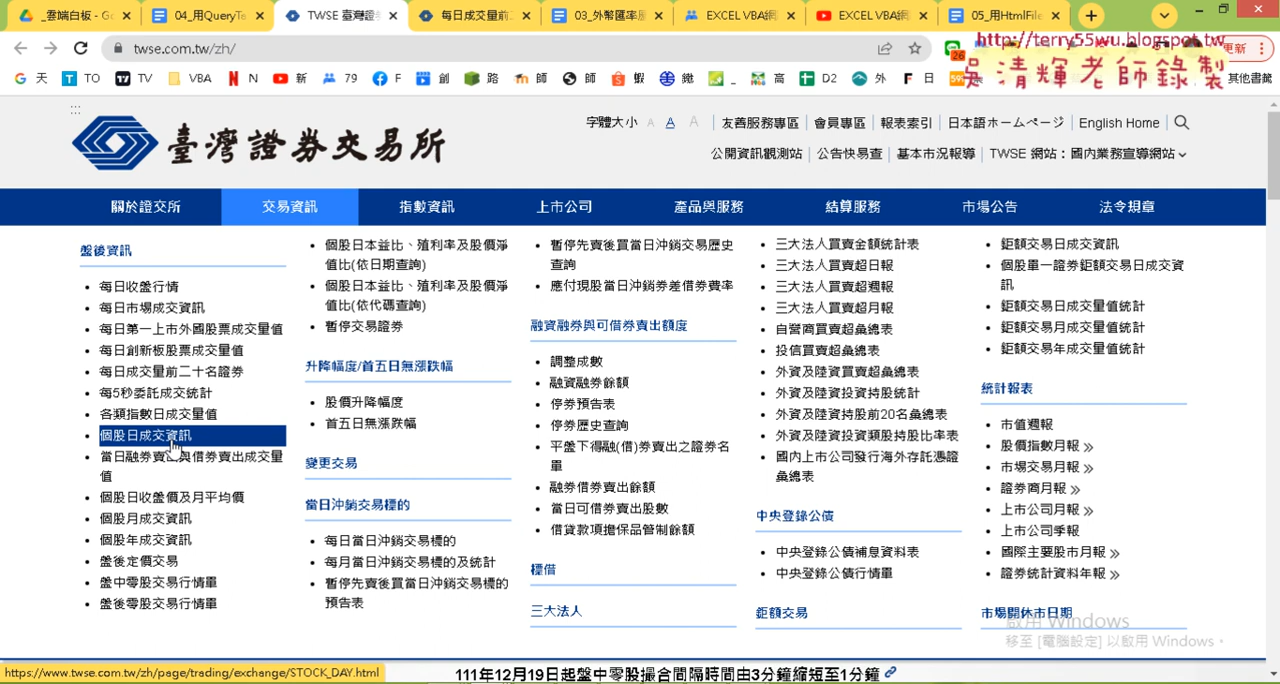 _雲端白板 - G
04_用QueryTa
TWSE 臺灣證
每日成交量前二
03_外幣匯率歷
EXCEL VBA網
EXCEL VBA網
05_用HtmlFile
twse.com.tw/zh/
http://terry55wu.blogspot.tw
吳清輝老師錄製
更新
26
天
TO
TV
VBA
N
新
79
F
創
路
師
師
蝦
高
D2
外
日
其他書籤
:::
臺灣證券交易所
字體大小 A A A
友善服務專區
會員專區
報表索引
日本語ホームページ
English Home
公開資訊觀測站
公告快易查
基本市況報導
TWSE 網站：國內業務宣導網站
關於證交所
交易資訊
指數資訊
上市公司
產品與服務
結算服務
市場公告
法令規章
盤後資訊
每日收盤行情
每日市場成交資訊
每日第一上市外國股票成交量值
每日創新板股票成交量值
每日成交量前二十名證券
每5秒委託成交統計
各類指數日成交量值
個股日成交資訊
當日融券賣出與借券賣出成交量
值
個股日收盤價及月平均價
個股月成交資訊
個股年成交資訊
盤後定價交易
盤中零股交易行情單
盤後零股交易行情單
個股日本益比、殖利率及股價淨
值比(依日期查詢)
個股日本益比、殖利率及股價淨
值比(依代碼查詢)
暫停交易證券
升降幅度/首五日無漲跌幅
股價升降幅度
首五日無漲跌幅
變更交易
當日沖銷交易標的
每日當日沖銷交易標的
每月當日沖銷交易標的及統計
暫停先賣後買當日沖銷交易標的
預告表
暫停先賣後買當日沖銷交易歷史
查詢
應付現股當日沖銷券差借券費率
融資融券與可借券賣出額度
調整成數
融資融券餘額
停券預告表
停券歷史查詢
平盤下得融(借)券賣出之證券名
單
融券借券賣出餘額
當日可借券賣出股數
借貸款項擔保品管制餘額
標借
三大法人
三大法人買賣金額統計表
三大法人買賣超日報
三大法人買賣超週報
三大法人買賣超月報
自營商買賣超彙總表
投信買賣超彙總表
外資及陸資買賣超彙總表
外資及陸資投資持股統計
外資及陸資持股前20名彙總表
外資及陸資投資類股持股比率表
國內上市公司發行海外存託憑證
彙總表
中央登錄公債
中央登錄公債補息資料表
中央登錄公債行情單
鉅額交易
鉅額交易日成交資訊
個股單一證券鉅額交易日成交資
訊
鉅額交易日成交量值統計
鉅額交易月成交量值統計
鉅額交易年成交量值統計
統計報表
市值週報
股價指數月報 »
市場交易月報 »
證券商月報 »
上市公司月報 »
上市公司季報
國際主要股市月報 »
證券統計資料年報 »
市場開休市日期
啟用 Windows
移至 [電腦設定] 以啟用 Windows。
https://www.twse.com.tw/zh/page/trading/exchange/STOCK_DAY.html
111年12月19日起盤中零股撮合間隔時間由3分鐘縮短至1分鐘